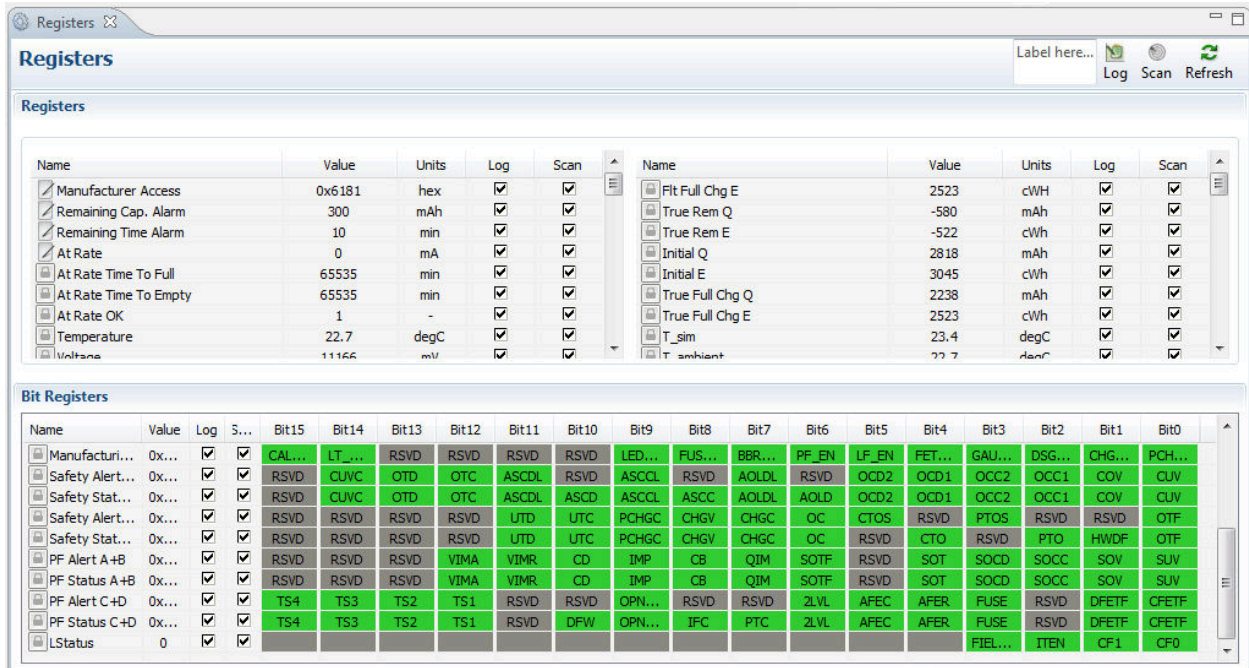 Registers
Registers
Label here...
Log Scan Refresh
Registers
Name Value Units Log Scan Name Value Units Log Scan
Manufacturer Access 0x6181 hex Flt Full Chg E 2523 cWH
Remaining Cap. Alarm 300 mAh True Rem Q -580 mAh
Remaining Time Alarm 10 min True Rem E -522 cWh
At Rate 0 mA Initial Q 2818 mAh
At Rate Time To Full 65535 min Initial E 3045 cWh
At Rate Time To Empty 65535 min True Full Chg Q 2238 mAh
At Rate OK 1 - True Full Chg E 2523 cWh
Temperature 22.7 degC T_sim 23.4 degC
Voltage 11166 mV T_ambient 22.7 degC
Bit Registers
Name Value Log S... Bit15 Bit14 Bit13 Bit12 Bit11 Bit10 Bit9 Bit8 Bit7 Bit6 Bit5 Bit4 Bit3 Bit2 Bit1 Bit0
Manufacturi... 0x... CAL... LT_... RSVD RSVD RSVD RSVD LED... FUS... BBR... PF_EN LF_EN FET... GAU... DSG... CHG... PCH...
Safety Alert... 0x... RSVD CUVC OTD OTC ASCDL RSVD ASCCL RSVD AOLDL RSVD OCD2 OCD1 OCC2 OCC1 COV CUV
Safety Stat... 0x... RSVD CUVC OTD OTC ASCDL ASCD ASCCL ASCC AOLDL AOLD OCD2 OCD1 OCC2 OCC1 COV CUV
Safety Alert... 0x... RSVD RSVD RSVD RSVD UTD UTC PCHGC CHGV CHGC OC CTOS RSVD PTOS RSVD RSVD OTF
Safety Stat... 0x... RSVD RSVD RSVD RSVD UTD UTC PCHGC CHGV CHGC OC RSVD CTO RSVD PTO HWDF OTF
PF Alert A+B 0x... RSVD RSVD RSVD VIMA VIMR CD IMP CB QIM SOTF RSVD SOT SOCD SOCC SOV SUV
PF Status A+B 0x... RSVD RSVD RSVD VIMA VIMR CD IMP CB QIM SOTF RSVD SOT SOCD SOCC SOV SUV
PF Alert C+D 0x... TS4 TS3 TS2 TS1 RSVD RSVD OPN... RSVD RSVD 2LVL AFEC AFER FUSE RSVD DFETF CFETF
PF Status C+D 0x... TS4 TS3 TS2 TS1 RSVD DFW OPN... IFC PTC 2LVL AFEC AFER FUSE RSVD DFETF CFETF
LStatus 0 FIEL... ITEN CF1 CF0